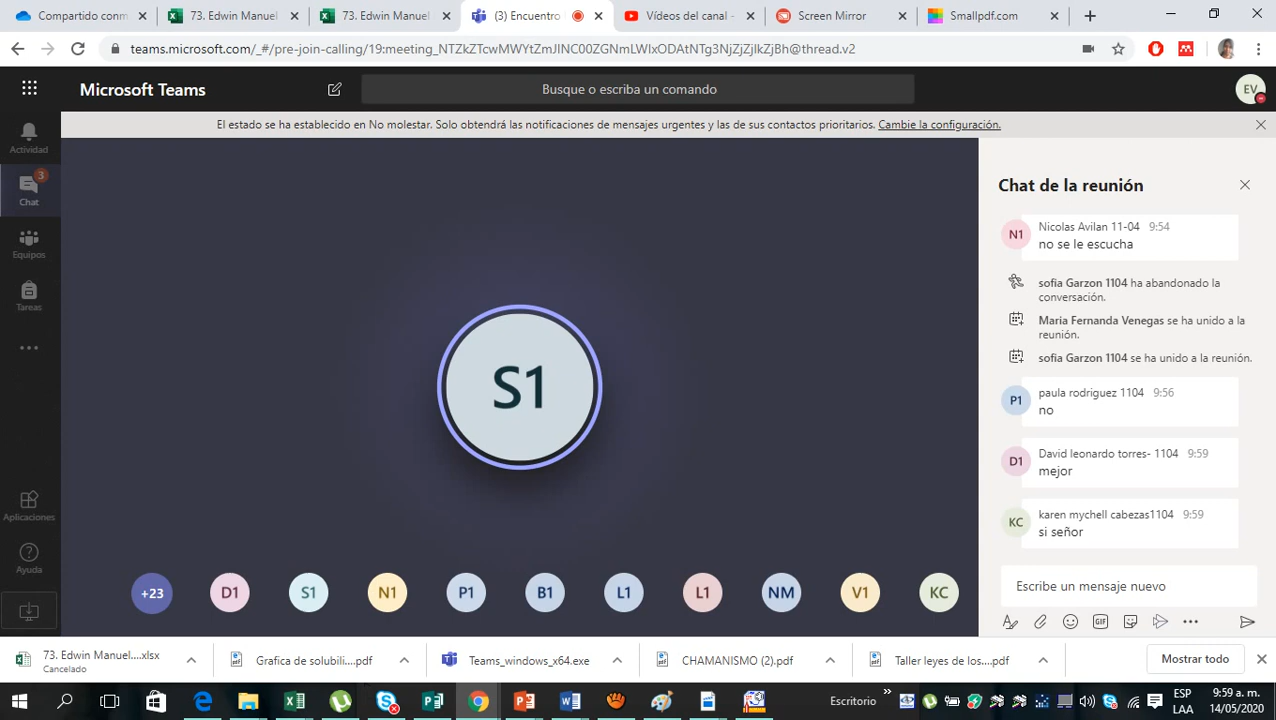 Compartido conm
73. Edwin Manuel
73. Edwin Manuel
(3) Encuentro
Vídeos del canal -
Screen Mirror
Smallpdf.com
teams.microsoft.com/_#/pre-join-calling/19:meeting_NTZkZTcwMWYtZmJlNC00ZGNmLWIxODAtNTg3NjZjZjlkZjBh@thread.v2
Microsoft Teams
Busque o escriba un comando
EV
El estado se ha establecido en No molestar. Solo obtendrá las notificaciones de mensajes urgentes y las de sus contactos prioritarios. Cambie la configuración.
Actividad
3
Chat
Equipos
Tareas
Aplicaciones
Ayuda
S1
+23
D1
S1
N1
P1
B1
L1
L1
NM
V1
KC
Chat de la reunión
N1
Nicolas Avilan 11-04 9:54
no se le escucha
sofia Garzon 1104 ha abandonado la
conversación.
Maria Fernanda Venegas se ha unido a la
reunión.
sofia Garzon 1104 se ha unido a la reunión.
P1
paula rodriguez 1104 9:56
no
D1
David leonardo torres- 1104 9:59
mejor
KC
karen mychell cabezas1104 9:59
si señor
Escribe un mensaje nuevo
GIF
73. Edwin Manuel....xlsx
Cancelado
Grafica de solubili....pdf
Teams_windows_x64.exe
CHAMANISMO (2).pdf
Taller leyes de los....pdf
Mostrar todo
Escritorio
ESP
LAA
9:59 a. m.
14/05/2020